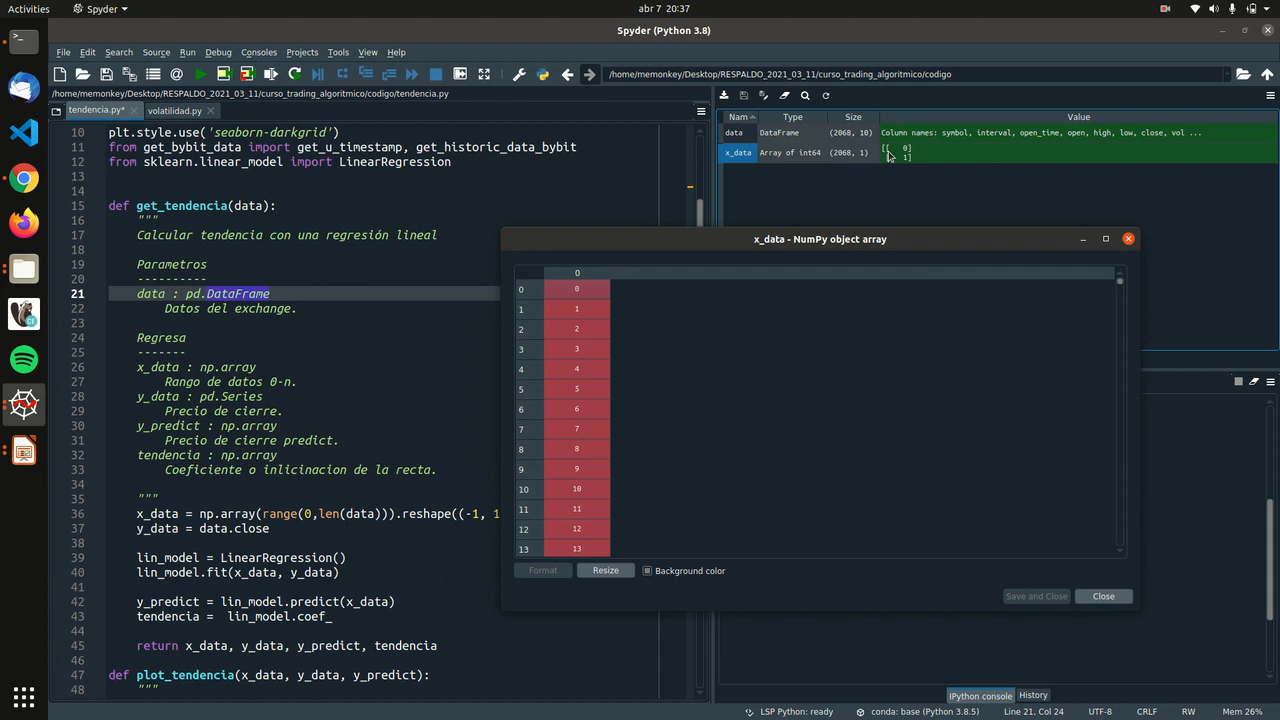 Activities
Spyder
abr 7 20:37
Spyder (Python 3.8)
File Edit Search Source Run Debug Consoles Projects Tools View Help
/home/memonkey/Desktop/RESPALDO_2021_03_11/curso_trading_algoritmico/codigo
/home/memonkey/Desktop/RESPALDO_2021_03_11/curso_trading_algoritmico/codigo/tendencia.py
tendencia.py*
volatilidad.py
10 plt.style.use('seaborn-darkgrid')
11 from get_bybit_data import get_u_timestamp, get_historic_data_bybit
12 from sklearn.linear_model import LinearRegression
13
14
15 def get_tendencia(data):
16 """
17 Calcular tendencia con una regresión lineal
18
19 Parametros
20 ----------
21 data : pd.DataFrame
22 Datos del exchange.
23
24 Regresa
25 -------
26 x_data : np.array
27 Rango de datos 0-n.
28 y_data : pd.Series
29 Precio de cierre.
30 y_predict : np.array
31 Precio de cierre predict.
32 tendencia : np.array
33 Coeficiente o inlicinacion de la recta.
34
35 """
36 x_data = np.array(range(0,len(data))).reshape((-1, 1
37 y_data = data.close
38
39 lin_model = LinearRegression()
40 lin_model.fit(x_data, y_data)
41
42 y_predict = lin_model.predict(x_data)
43 tendencia = lin_model.coef_
44
45 return x_data, y_data, y_predict, tendencia
46
47 def plot_tendencia(x_data, y_data, y_predict):
48 """
Nam Type Size Value
data DataFrame (2068, 10) Column names: symbol, interval, open_time, open, high, low, close, vol ...
x_data Array of int64 (2068, 1) [[ 0]
1]
x_data - NumPy object array
0
0 0
1 1
2 2
3 3
4 4
5 5
6 6
7 7
8 8
9 9
10 10
11 11
12 12
13 13
Format
Resize
Background color
Save and Close
Close
IPython console
History
LSP Python: ready
conda: base (Python 3.8.5)
Line 21, Col 24
UTF-8
CRLF
RW
Mem 26%